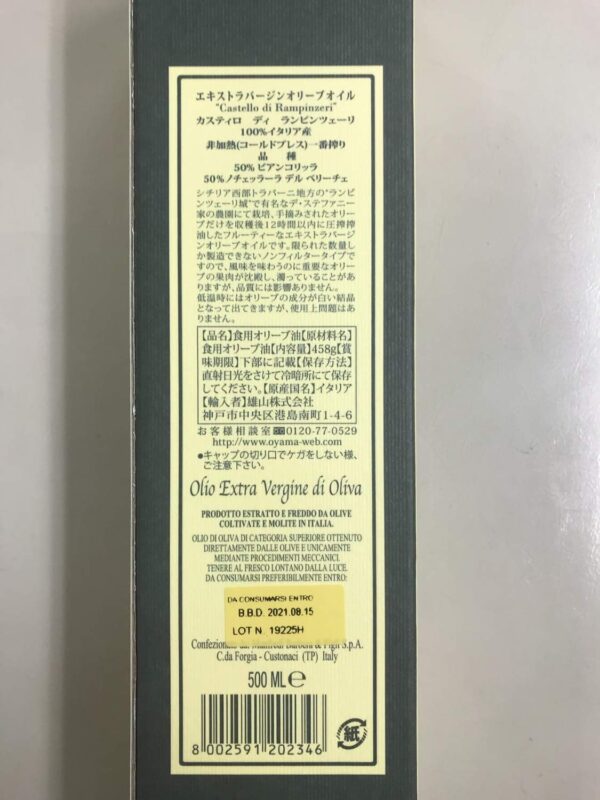 エキストラバージンオリーブオイル
"Castello di Rampinzeri"
カスティロ ディ ランピンツェーリ
100%イタリア産
非加熱(コールドプレス)一番搾り
品 種
50% ビアンコリッラ
50%ノチェッラーラ デル ベリーチェ
シチリア西部トラパーニ地方の"ランピ
ンツェーリ城"で有名なデ・ステファニー
家の農園にて栽培、手摘みされたオリー
ブだけを収穫後12時間以内に圧搾搾
油したフルーティーなエキストラバージ
ンオリーブオイルです。限られた数量し
か製造できないノンフィルタータイプで
すので、風味を味わうのに重要なオリー
ブの果肉が沈殿し、濁っていることがあ
りますが、品質には影響ありません。
低温時にはオリーブの成分が白い結晶
となって出てきますが、使用上問題はあ
りません。
【品名】食用オリーブ油【原材料名】
食用オリーブ油【内容量】458g【賞
味期限】下部に記載【保存方法】
直射日光をさけて冷暗所にて保存
してください。【原産国名】イタリア
【輸入者】雄山株式会社
神戸市中央区港島南町1-4-6
お客様相談室 0120-77-0529
http://www.oyama-web.com
●キャップの切り口でケガをしない様、
ご注意下さい。
Olio Extra Vergine di Oliva
PRODOTTO ESTRATTO E FREDDO DA OLIVE
COLTIVATE E MOLITE IN ITALIA.
OLIO DI OLIVA DI CATEGORIA SUPERIORE OTTENUTO
DIRETTAMENTE DALLE OLIVE E UNICAMENTE
MEDIANTE PROCEDIMENTI MECCANICI.
TENERE AL FRESCO LONTANO DALLA LUCE.
DA CONSUMARSI PREFERIBILMENTE ENTRO:
DA CONSUMARSI ENTRO
B.B.D. 2021.08.15
LOT N. 19225H
S.p.A.
C.da Forgia - Custonaci (TP) Italy
500 ML e
8 002591 202346
紙